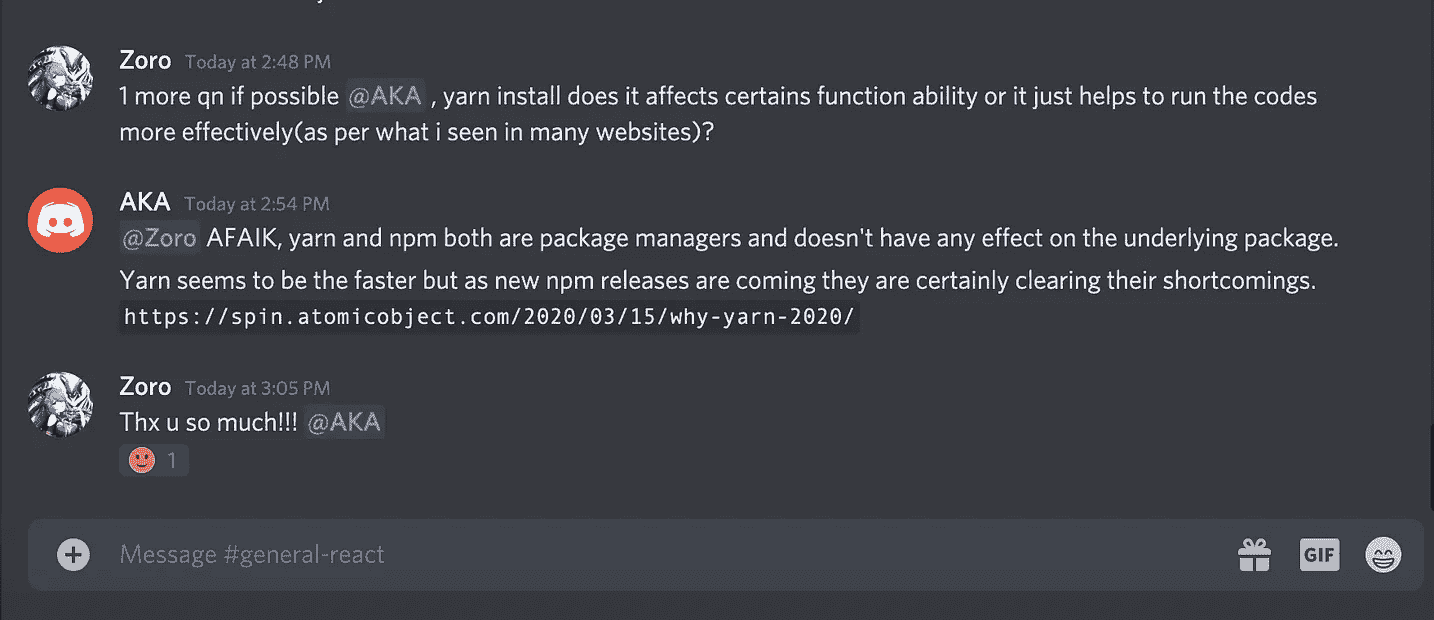 Zoro Today at 2:48 PM
1 more qn if possible @AKA , yarn install does it affects certains function ability or it just helps to run the codes
more effectively(as per what i seen in many websites)?
AKA Today at 2:54 PM
@Zoro AFAIK, yarn and npm both are package managers and doesn't have any effect on the underlying package.
Yarn seems to be the faster but as new npm releases are coming they are certainly clearing their shortcomings.
https://spin.atomicobject.com/2020/03/15/why-yarn-2020/
Zoro Today at 3:05 PM
Thx u so much!!! @AKA
1
Message #general-react
GIF